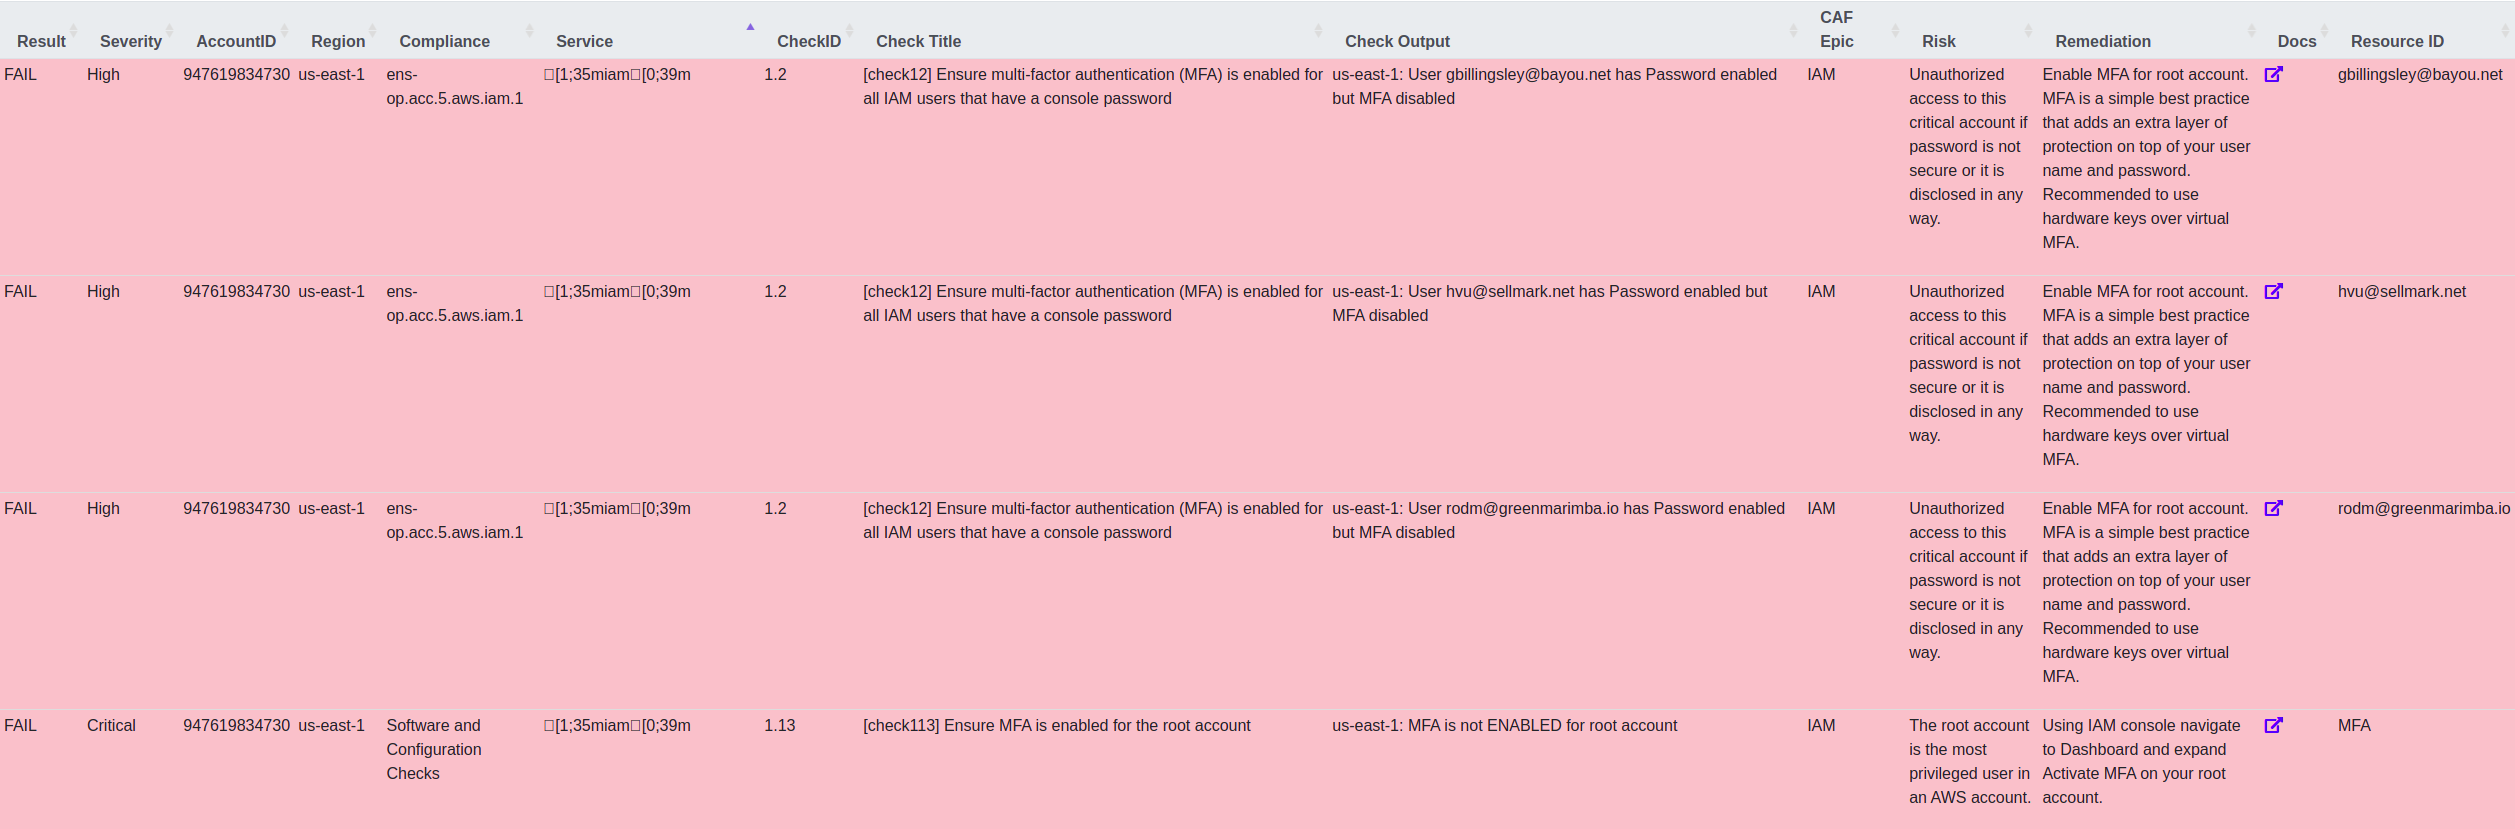 Result Severity AccountID Region Compliance Service CheckID Check Title Check Output CAF Epic Risk Remediation Docs Resource ID
FAIL High 947619834730 us-east-1 ens- [1;35miam[0;39m 1.2 [check12] Ensure multi-factor authentication (MFA) is enabled for us-east-1: User gbillingsley@bayou.net has Password enabled IAM Unauthorized Enable MFA for root account. gbillingsley@bayou.net
op.acc.5.aws.iam.1 all IAM users that have a console password but MFA disabled access to this MFA is a simple best practice
critical account if that adds an extra layer of
password is not protection on top of your user
secure or it is name and password.
disclosed in any Recommended to use
way. hardware keys over virtual
MFA.
FAIL High 947619834730 us-east-1 ens- [1;35miam[0;39m 1.2 [check12] Ensure multi-factor authentication (MFA) is enabled for us-east-1: User hvu@sellmark.net has Password enabled but IAM Unauthorized Enable MFA for root account. hvu@sellmark.net
op.acc.5.aws.iam.1 all IAM users that have a console password MFA disabled access to this MFA is a simple best practice
critical account if that adds an extra layer of
password is not protection on top of your user
secure or it is name and password.
disclosed in any Recommended to use
way. hardware keys over virtual
MFA.
FAIL High 947619834730 us-east-1 ens- [1;35miam[0;39m 1.2 [check12] Ensure multi-factor authentication (MFA) is enabled for us-east-1: User rodm@greenmarimba.io has Password enabled IAM Unauthorized Enable MFA for root account. rodm@greenmarimba.io
op.acc.5.aws.iam.1 all IAM users that have a console password but MFA disabled access to this MFA is a simple best practice
critical account if that adds an extra layer of
password is not protection on top of your user
secure or it is name and password.
disclosed in any Recommended to use
way. hardware keys over virtual
MFA.
FAIL Critical 947619834730 us-east-1 Software and [1;35miam[0;39m 1.13 [check113] Ensure MFA is enabled for the root account us-east-1: MFA is not ENABLED for root account IAM The root account Using IAM console navigate MFA
Configuration is the most to Dashboard and expand
Checks privileged user in Activate MFA on your root
an AWS account. account.